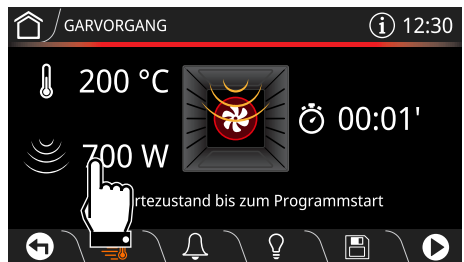 GARVORGANG
12:30
200 °C
00:01'
700 W
bis zum Programmstart